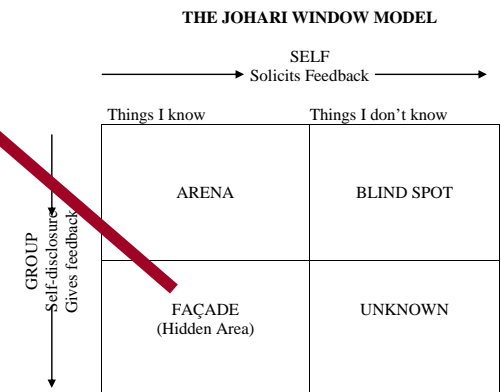 THE JOHARI WINDOW MODEL
SELF
Solicits Feedback
Things I know
Things I don't know
ARENA
BLIND SPOT
GROUP
Self-disclosure
Gives feedback
FAÇADE
(Hidden Area)
UNKNOWN